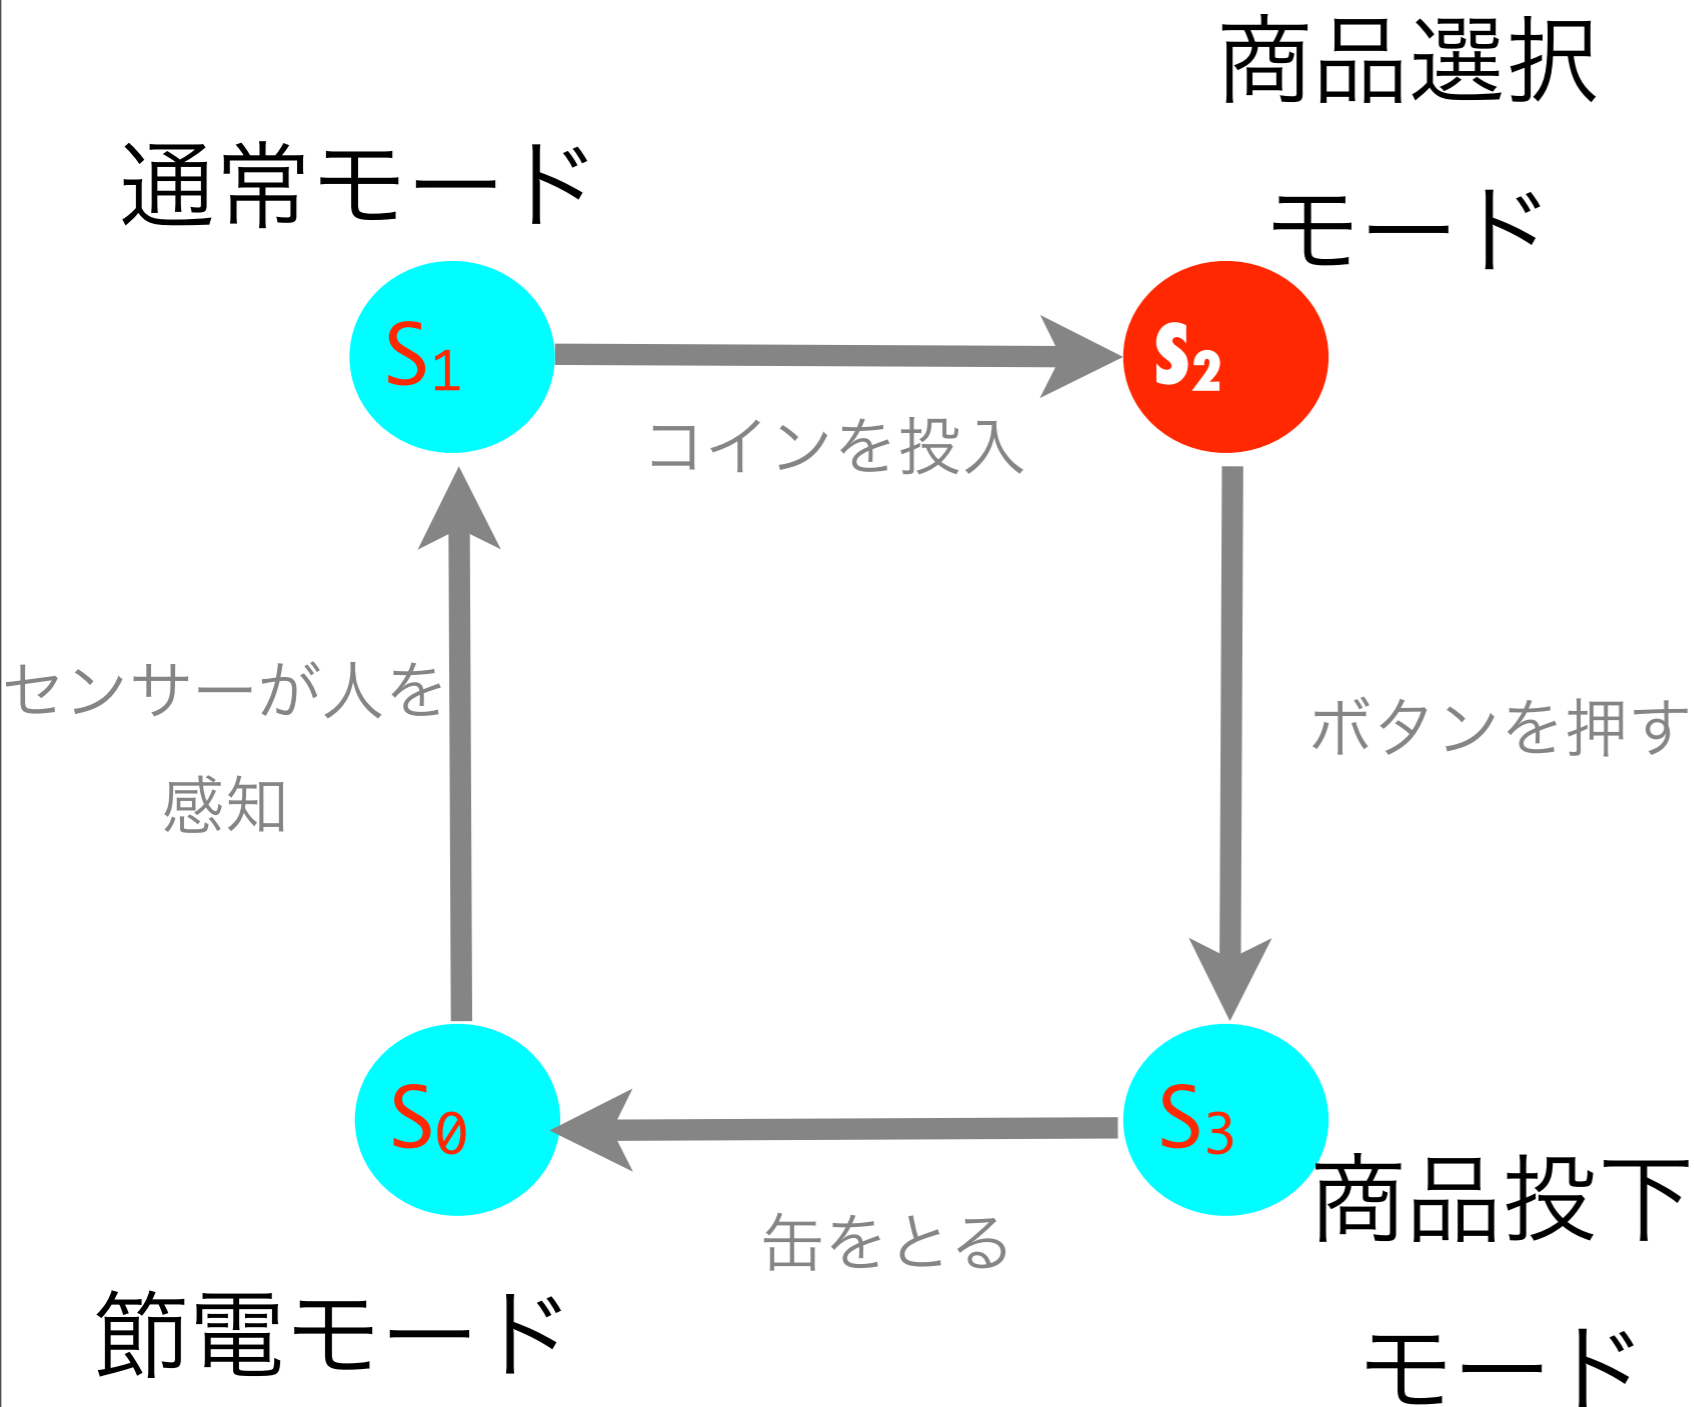 商品選択
モード
通常モード
S1
S2
コインを投入
センサーが人を
感知
ボタンを押す
S0
S3
商品投下
モード
缶をとる
節電モード